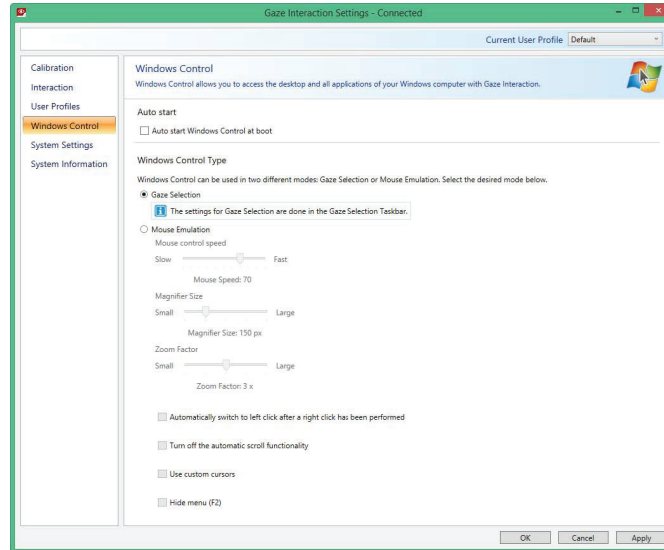 Gaze Interaction Settings - Connected
Current User Profile Default
Calibration
Interaction
User Profiles
Windows Control
System Settings
System Information
Windows Control
Windows Control allows you to access the desktop and all applications of your Windows computer with Gaze Interaction.
Auto start
Auto start Windows Control at boot
Windows Control Type
Windows Control can be used in two different modes: Gaze Selection or Mouse Emulation. Select the desired mode below.
Gaze Selection
The settings for Gaze Selection are done in the Gaze Selection Taskbar.
Mouse Emulation
Mouse control speed
Slow Fast
Mouse Speed: 70
Magnifier Size
Small Large
Magnifier Size: 150 px
Zoom Factor
Small Large
Zoom Factor: 3 x
Automatically switch to left click after a right click has been performed
Turn off the automatic scroll functionality
Use custom cursors
Hide menu (F2)
OK Cancel Apply